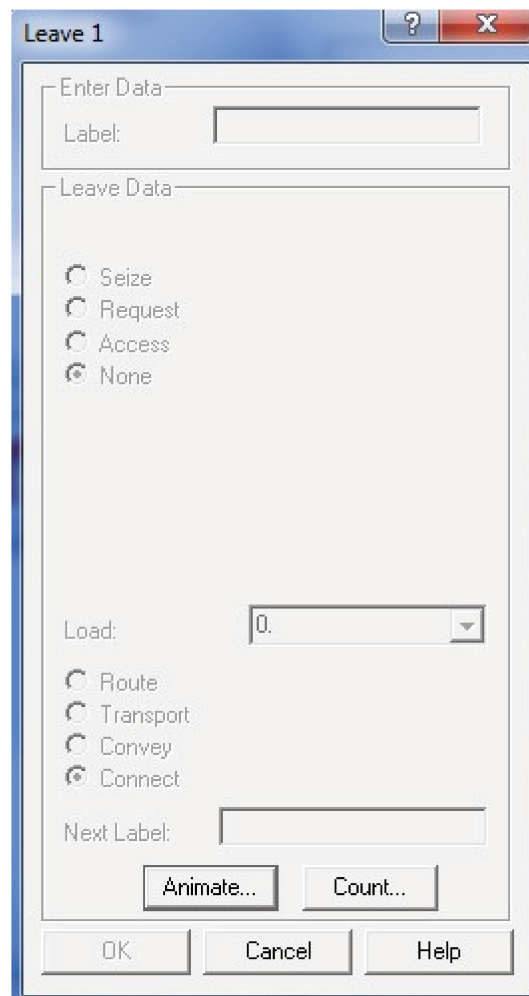 Leave 1
?
X
Enter Data
Label:
Leave Data
Seize
Request
Access
None
Load: 0.
Route
Transport
Convey
Connect
Next Label:
Animate... Count...
OK Cancel Help